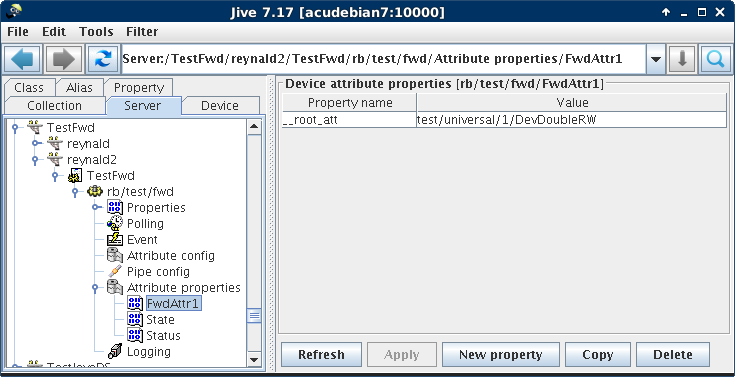 Jive 7.17 [acudebian7:10000]
File Edit Tools Filter
Server:/TestFwd/reynald2/TestFwd/rb/test/fwd/Attribute properties/FwdAttr1
Class Alias Property
Collection Server Device
TestFwd
reynald
reynald2
TestFwd
rb/test/fwd
Properties
Polling
Event
Attribute config
Pipe config
Attribute properties
FwdAttr1
State
Status
Logging
Device attribute properties [rb/test/fwd/FwdAttr1]
Property name Value
__root_att test/universal/1/DevDoubleRW
Refresh Apply New property Copy Delete